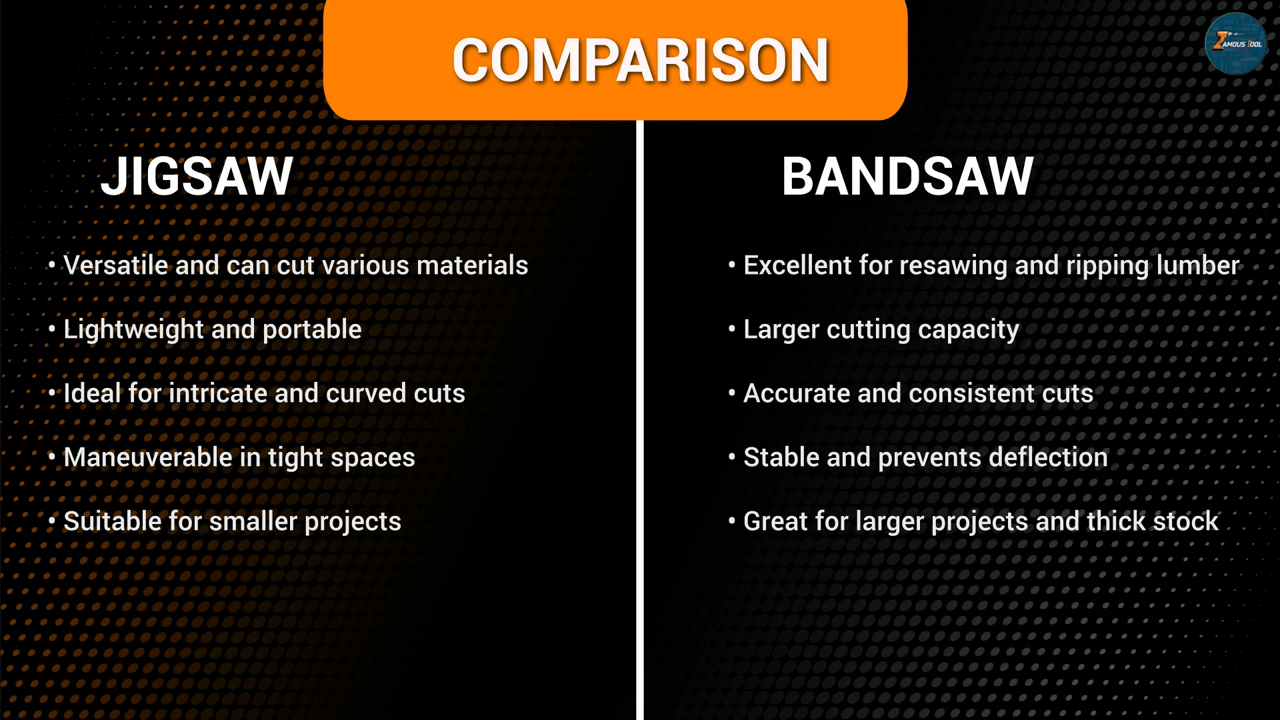 COMPARISON
ZAMOUS TOOL
JIGSAW
• Versatile and can cut various materials
• Lightweight and portable
• Ideal for intricate and curved cuts
• Maneuverable in tight spaces
• Suitable for smaller projects
BANDSAW
• Excellent for resawing and ripping lumber
• Larger cutting capacity
• Accurate and consistent cuts
• Stable and prevents deflection
• Great for larger projects and thick stock